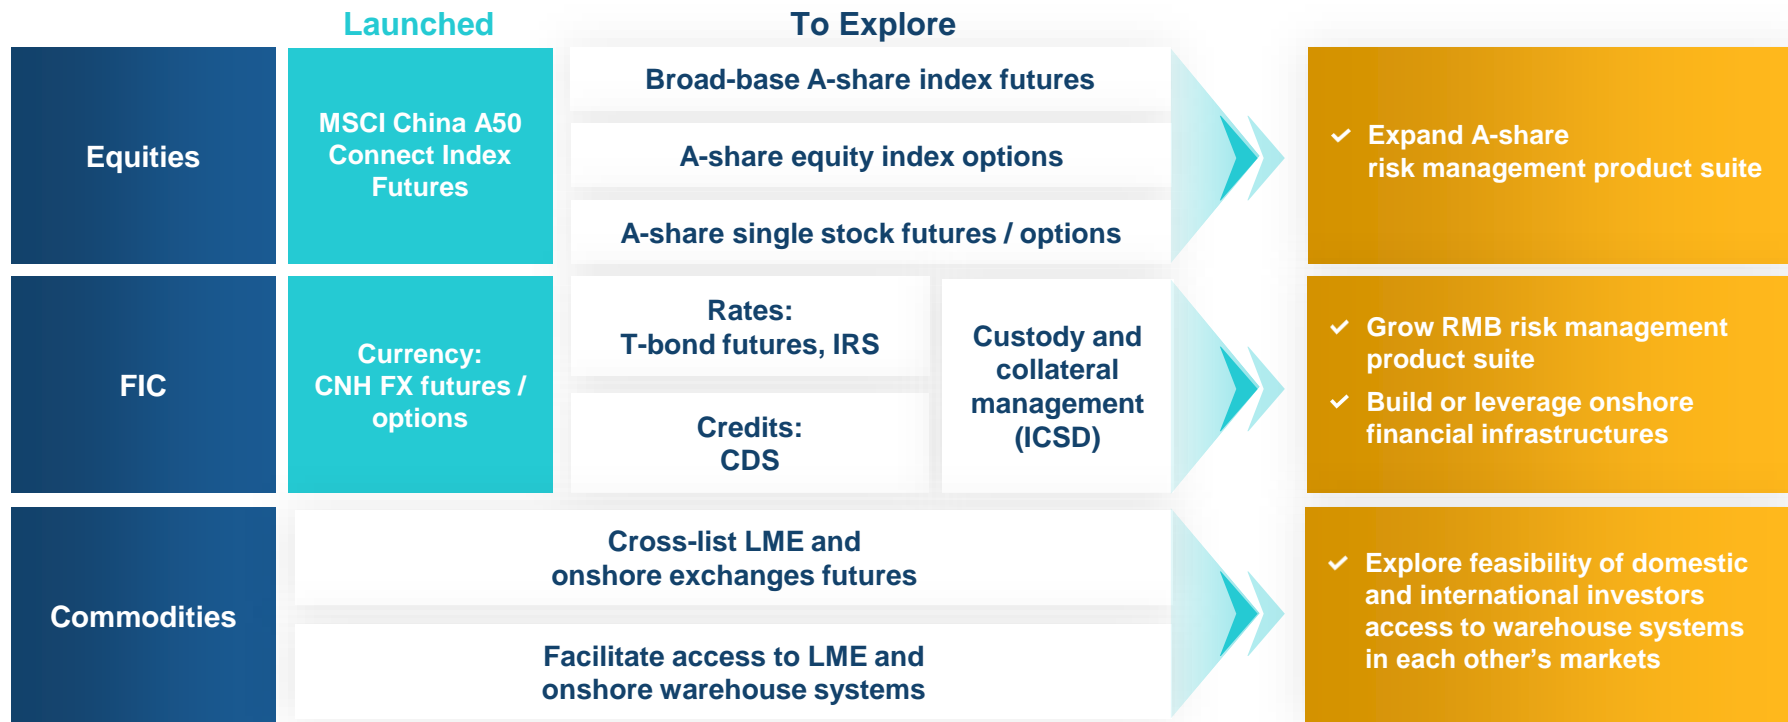 Launched
To Explore
Equities
MSCI China A50
Connect Index
Futures
Broad-base A-share index futures
A-share equity index options
A-share single stock futures / options
Expand A-share
risk management product suite
FIC
Currency:
CNH FX futures /
options
Rates:
T-bond futures, IRS
Credits:
CDS
Custody and
collateral
management
(ICSD)
Grow RMB risk management
product suite
Build or leverage onshore
financial infrastructures
Commodities
Cross-list LME and
onshore exchanges futures
Facilitate access to LME and
onshore warehouse systems
Explore feasibility of domestic
and international investors
access to warehouse systems
in each other’s markets